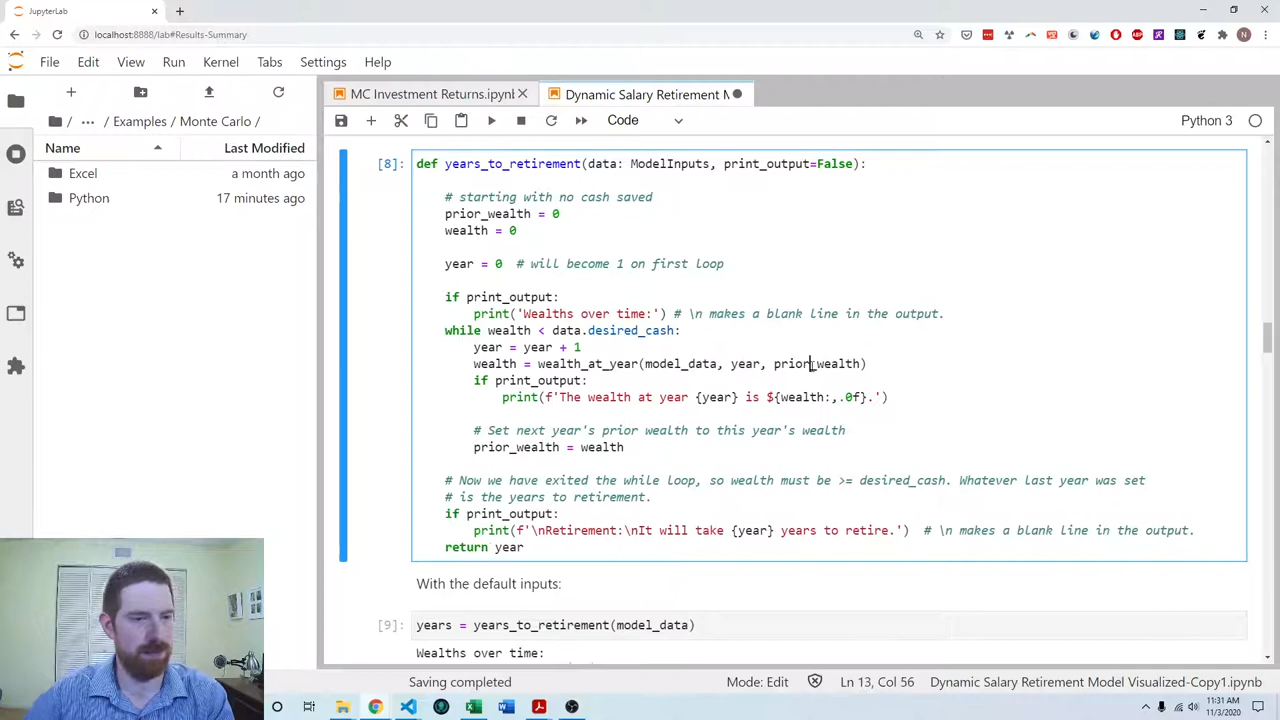 JupyterLab
localhost:8888/lab#Results-Summary
N
File Edit View Run Kernel Tabs Settings Help
MC Investment Returns.ipynb
Dynamic Salary Retirement M
Code
Python 3
/ ... / Examples / Monte Carlo /
Name Last Modified
Excel a month ago
Python 17 minutes ago
[8]: def years_to_retirement(data: ModelInputs, print_output=False):
# starting with no cash saved
prior_wealth = 0
wealth = 0
year = 0 # will become 1 on first loop
if print_output:
print('Wealths over time:') # \n makes a blank line in the output.
while wealth < data.desired_cash:
year = year + 1
wealth = wealth_at_year(model_data, year, prior_wealth)
if print_output:
print(f'The wealth at year {year} is ${wealth:,.0f}.')
# Set next year's prior wealth to this year's wealth
prior_wealth = wealth
# Now we have exited the while loop, so wealth must be >= desired_cash. Whatever last year was set
# is the years to retirement.
if print_output:
print(f'\nRetirement:\nIt will take {year} years to retire.') # \n makes a blank line in the output.
return year
With the default inputs:
[9]: years = years_to_retirement(model_data)
Wealths over time:
Saving completed
Mode: Edit
Ln 13, Col 56
Dynamic Salary Retirement Model Visualized-Copy1.ipynb
11:31 AM
11/3/2020